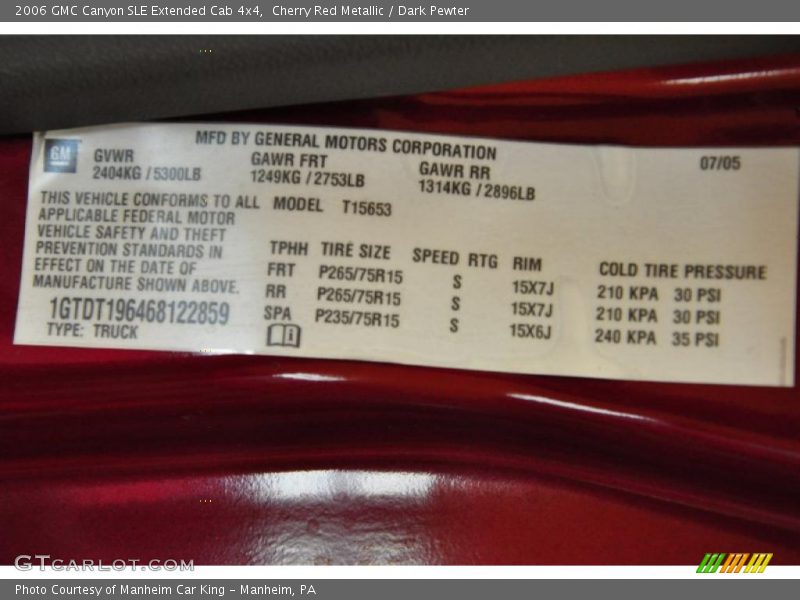 2006 GMC Canyon SLE Extended Cab 4x4,  Cherry Red Metallic / Dark Pewter
MFD BY GENERAL MOTORS CORPORATION
GM
GVWR GAWR FRT GAWR RR 07/05
2404KG / 5300LB 1249KG / 2753LB 1314KG / 2896LB
THIS VEHICLE CONFORMS TO ALL MODEL T15653
APPLICABLE FEDERAL MOTOR
VEHICLE SAFETY AND THEFT
PREVENTION STANDARDS IN
EFFECT ON THE DATE OF
MANUFACTURE SHOWN ABOVE.
1GTDT196468122859
TYPE: TRUCK
TPHH TIRE SIZE SPEED RTG RIM COLD TIRE PRESSURE
FRT P265/75R15 S 15X7J 210 KPA 30 PSI
RR P265/75R15 S 15X7J 210 KPA 30 PSI
SPA P235/75R15 S 15X6J 240 KPA 35 PSI
GTCARLOT.COM
Photo Courtesy of Manheim Car King - Manheim, PA